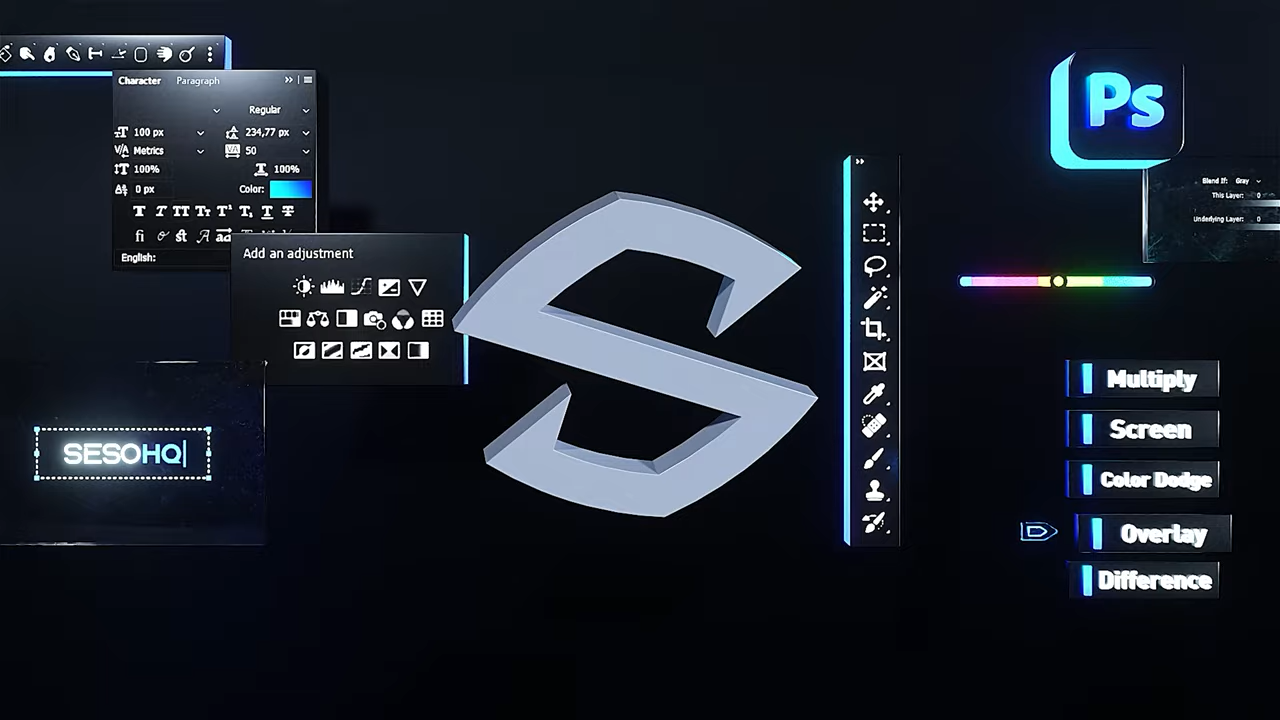 Ps
Character Paragraph
Regular
100 px 234,77 px
Metrics 50
100% 100%
0 px Color:
English:
Add an adjustment
SESOHQ
S
Blend If: Gray
This Layer: 0
Underlying Layer: 0
Multiply
Screen
Color Dodge
Overlay
Difference